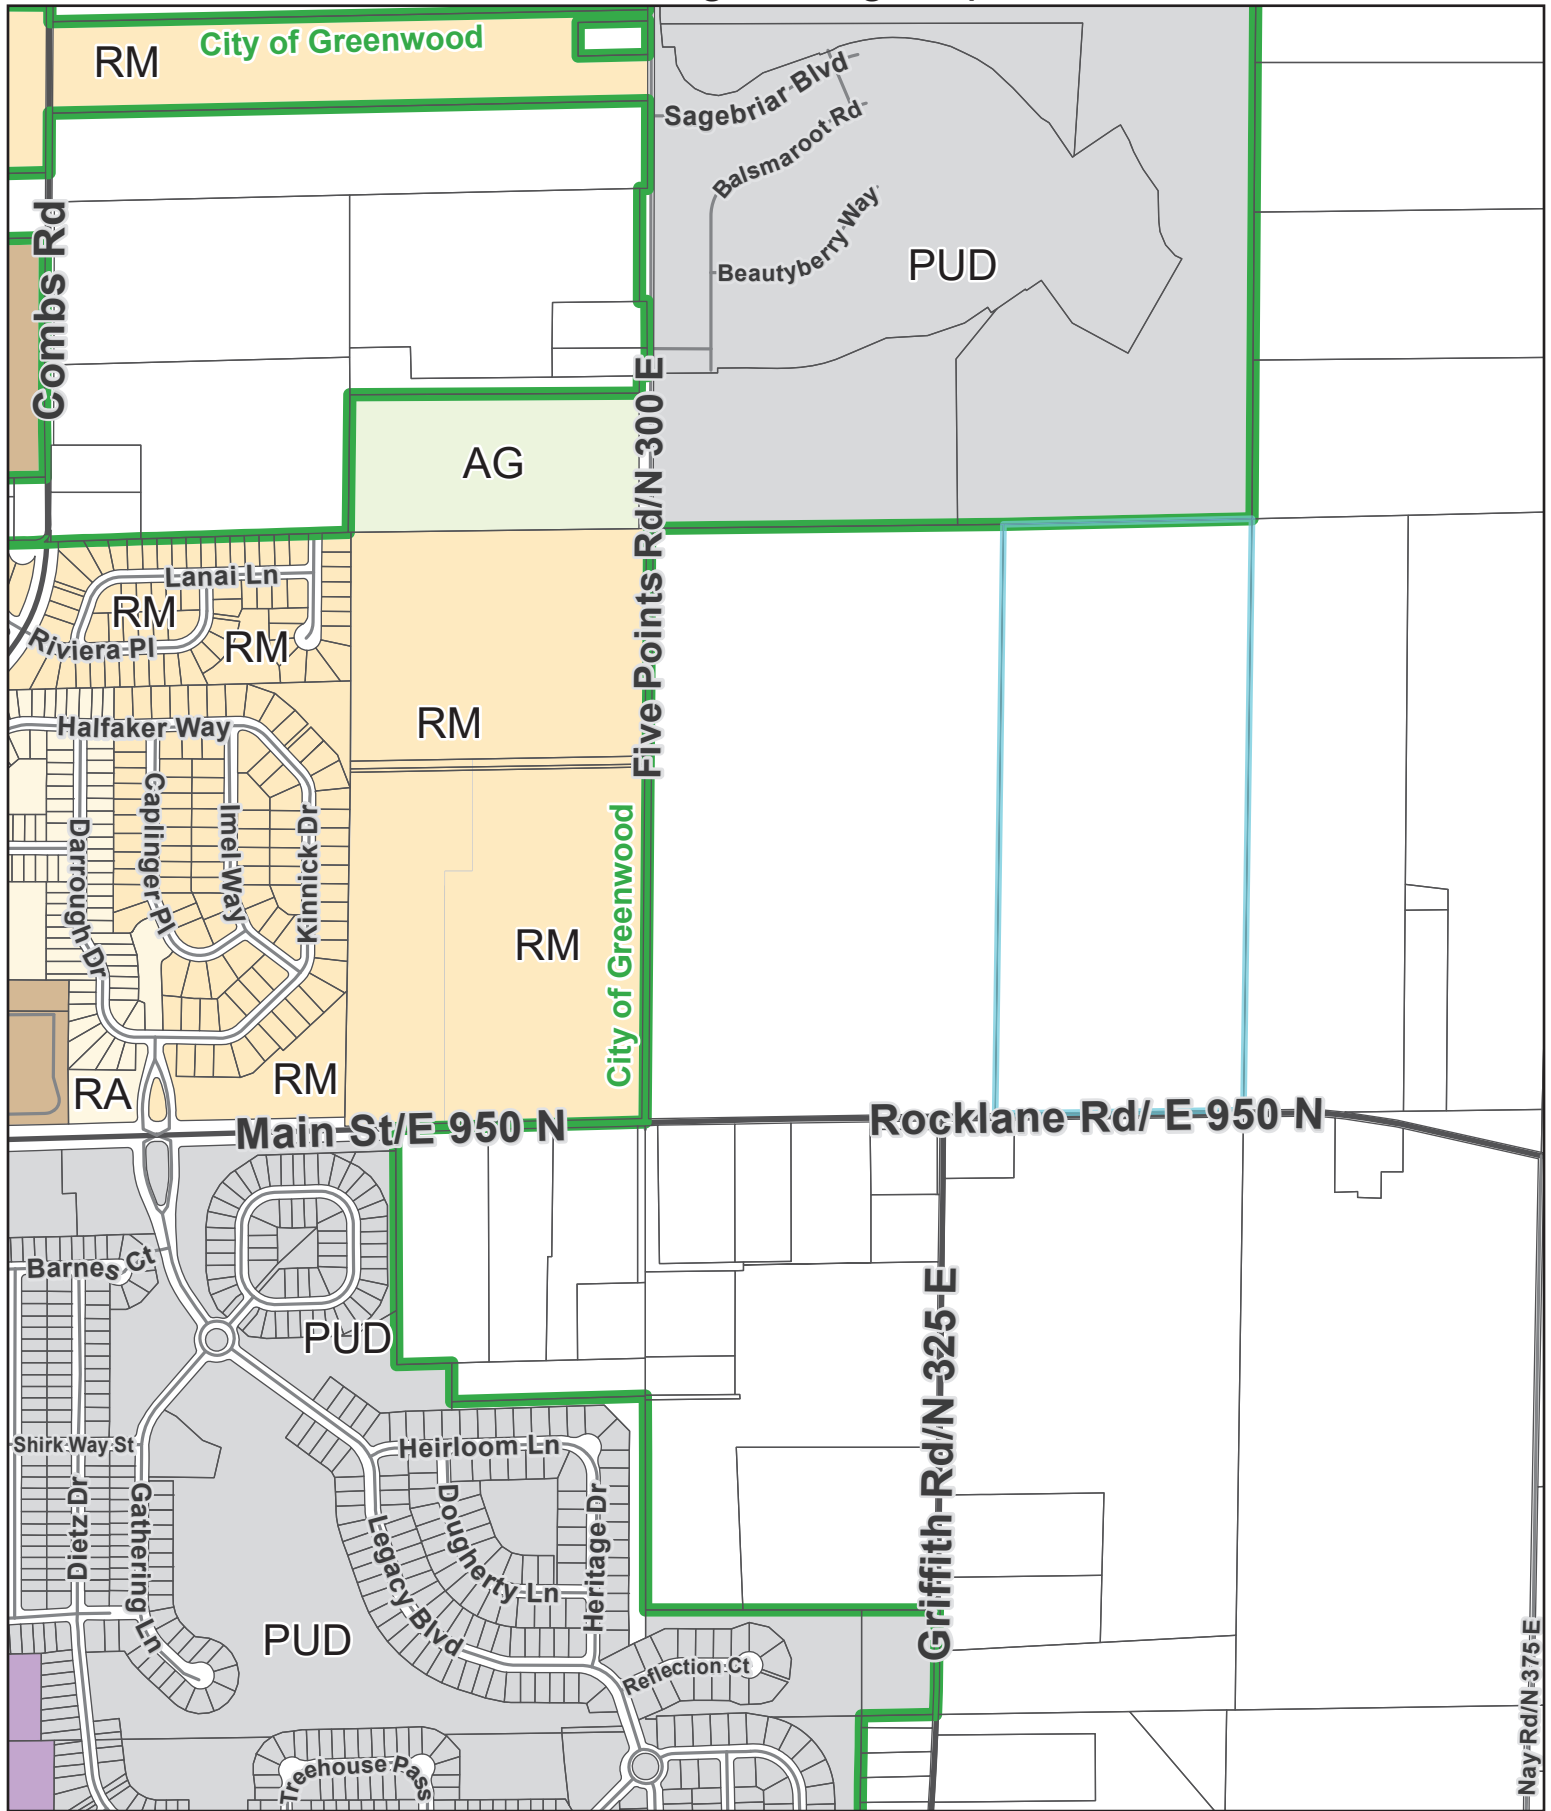 City of Greenwood
RM
Sagebriar Blvd
Balsmaroot Rd
Beautyberry Way
PUD
Combs Rd
AG
Five Points Rd/N 300 E
Lanai Ln
RM
RM
Riviera Pl
Halfaker Way
RM
Caplinger Pl
Imel Way
Kinnick Dr
Darrough Dr
City of Greenwood
RM
RM
RA
Main St/E 950 N
Rocklane Rd/ E 950 N
Barnes Ct
PUD
Griffith Rd/N 325 E
Shirk Way St
Heirloom Ln
Dietz Dr
Gathering Ln
Dougherty Ln
Heritage Dr
Legacy Blvd
PUD
Reflection Ct
Nay Rd/N 375 E
Treehouse Pass